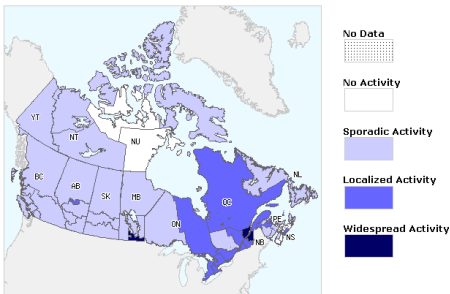 No Data
No Activity
Sporadic Activity
Localized Activity
Widespread Activity
YT
NT
NU
BC
AB
SK
MB
ON
QC
NL
PE
NB
NS